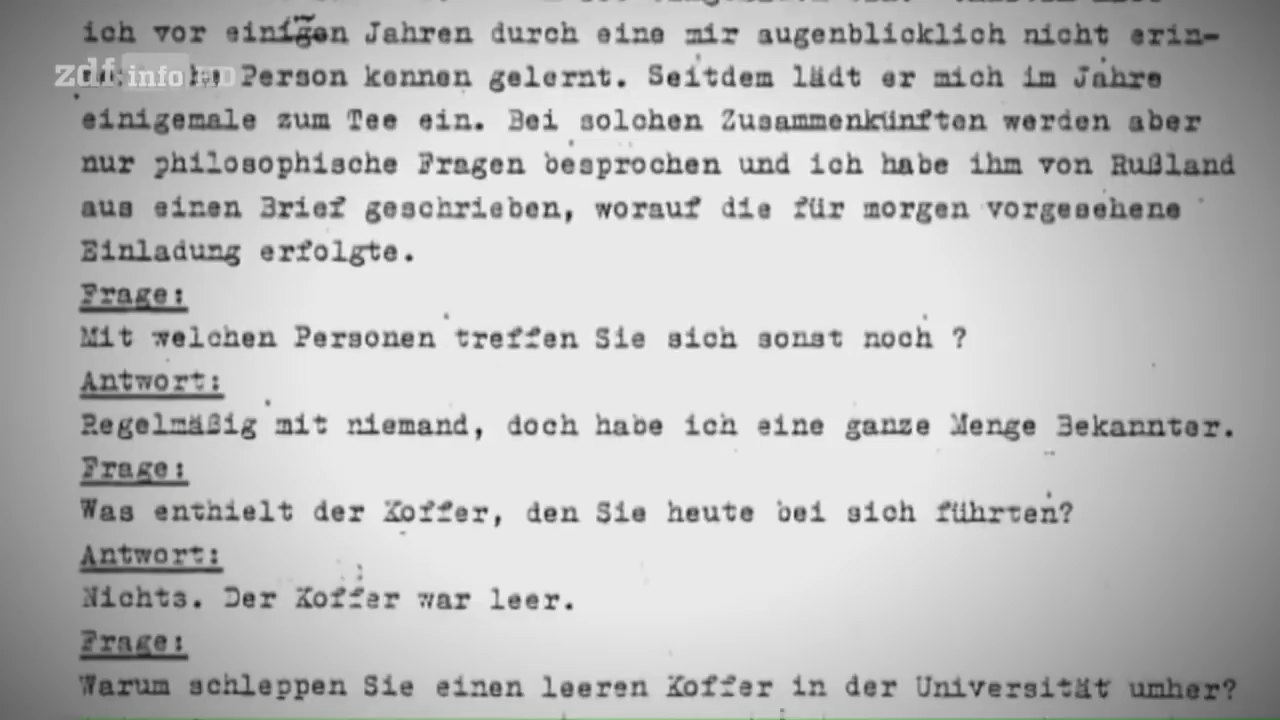 ich vor einigen Jahren durch eine mir augenblicklich nicht erin-
zdf info HD
Person kennen gelernt. Seitdem lädt er mich im Jahre
einigemale zum Tee ein. Bei solchen Zusammenkünften werden aber
nur philosophische Fragen besprochen und ich habe ihm von Rußland
aus einen Brief geschrieben, worauf die für morgen vorgesehene
Einladung erfolgte.
Frage:
Mit welchen Personen treffen Sie sich sonst noch ?
Antwort:
Regelmäßig mit niemand, doch habe ich eine ganze Menge Bekannter.
Frage:
Was enthielt der Koffer, den Sie heute bei sich führten?
Antwort:
Nichts. Der Koffer war leer.
Frage:
Warum schleppen Sie einen leeren Koffer in der Universität umher?